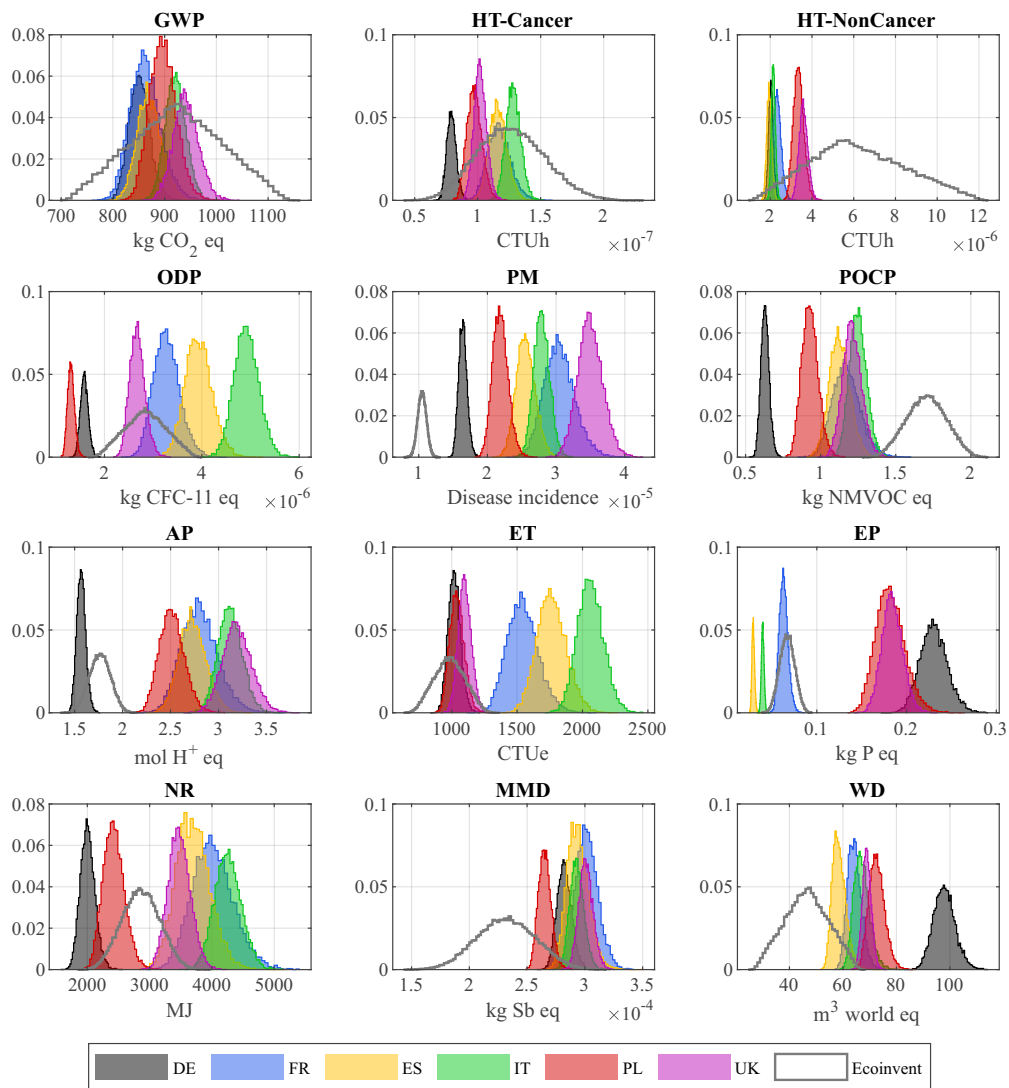 GWP
HT-Cancer
HT-NonCancer
0.08
0.06
0.04
0.02
0
700 800 900 1000 1100
kg CO₂ eq
0.1
0.05
0
0.5 1 1.5 2
CTUh
×10⁻⁷
0.1
0.05
0
2 4 6 8 10 12
CTUh
×10⁻⁶
ODP
PM
POCP
0.1
0.05
0
2 4 6
kg CFC-11 eq
×10⁻⁶
0.08
0.06
0.04
0.02
0
1 2 3 4
Disease incidence
×10⁻⁵
0.08
0.06
0.04
0.02
0
0.5 1 1.5 2
kg NMVOC eq
AP
ET
EP
0.1
0.05
0
1.5 2 2.5 3 3.5
mol H⁺ eq
0.1
0.05
0
1000 1500 2000 2500
CTUe
0.1
0.05
0
0.1 0.2 0.3
kg P eq
NR
MMD
WD
0.08
0.06
0.04
0.02
0
2000 3000 4000 5000
MJ
0.1
0.05
0
1.5 2 2.5 3 3.5
kg Sb eq
×10⁻⁴
0.1
0.05
0
40 60 80 100
m³ world eq
DE FR ES IT PL UK Ecoinvent